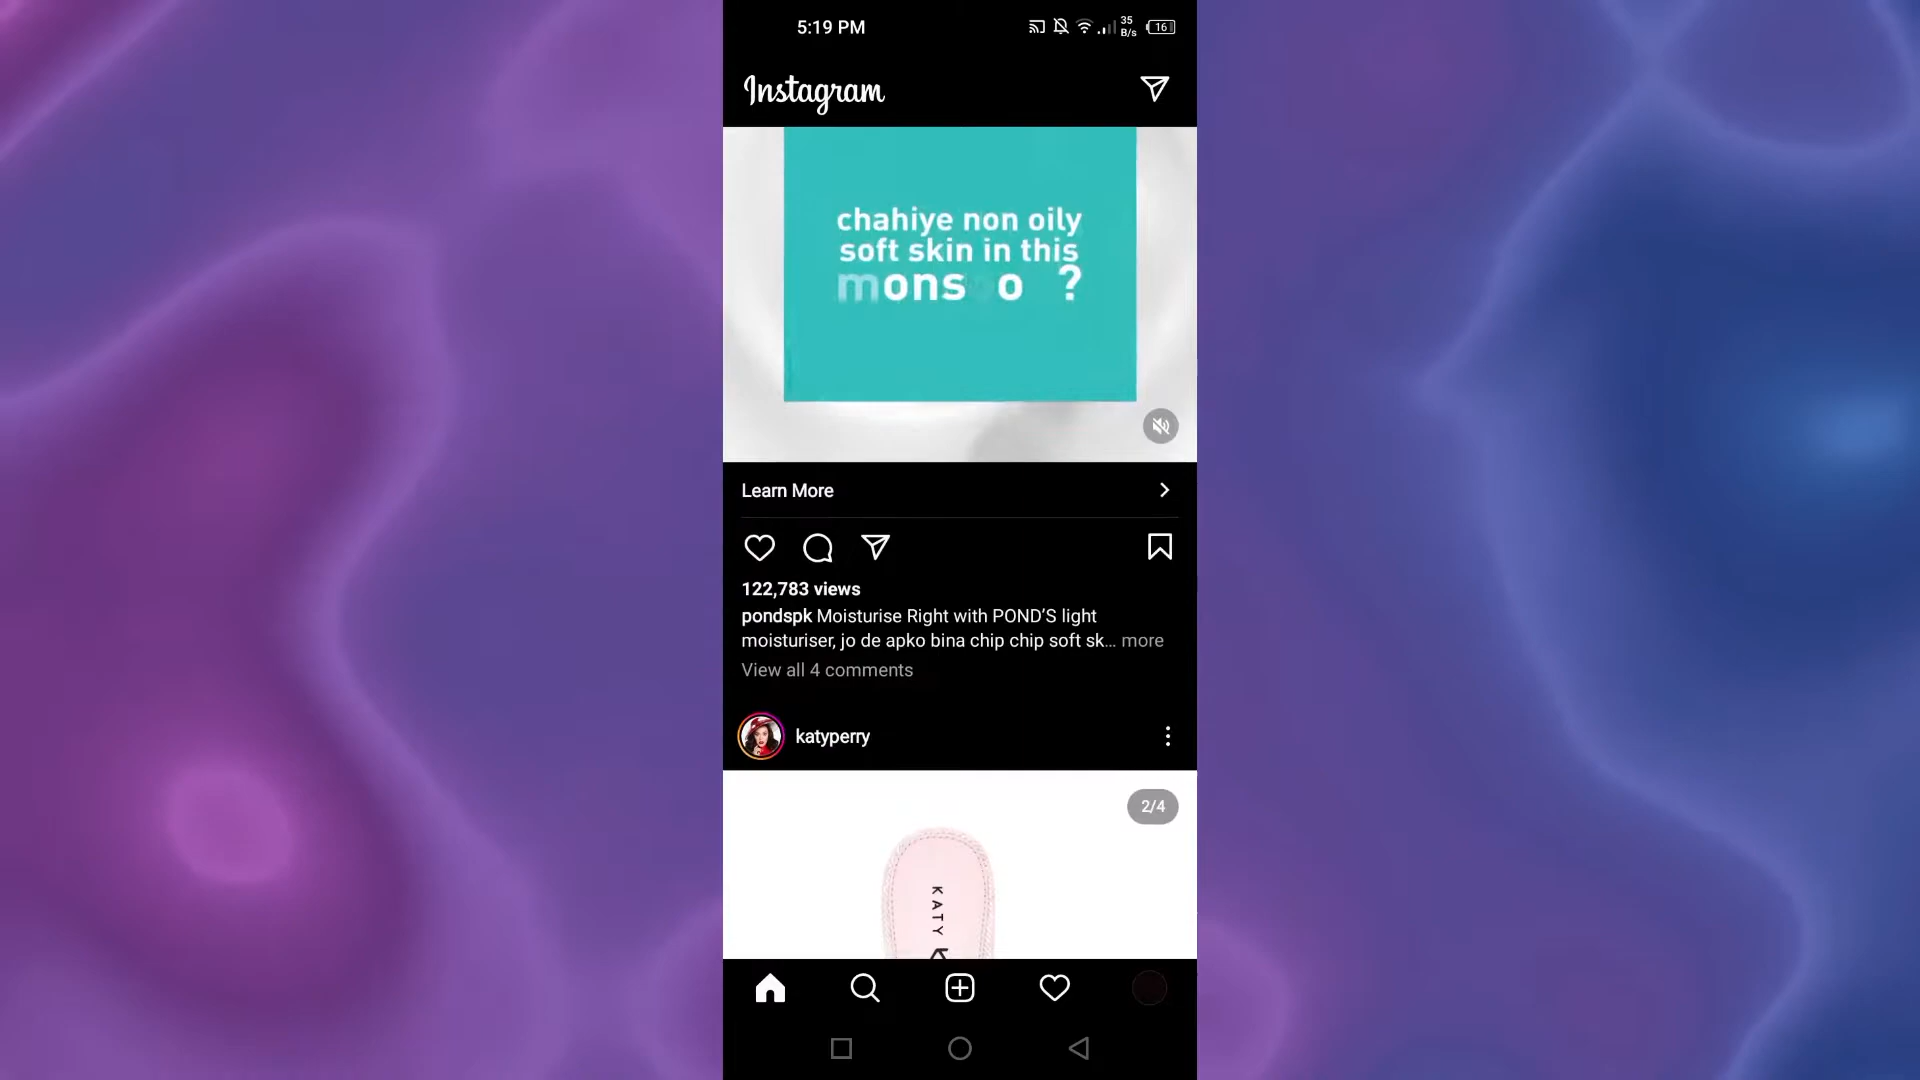 5:19 PM
35
B/s
16
Instagram
chahiye non oily
soft skin in this
mons o ?
Learn More
122,783 views
pondspk Moisturise Right with POND'S light
moisturiser, jo de apko bina chip chip soft sk... more
View all 4 comments
katyperry
2/4
KATY